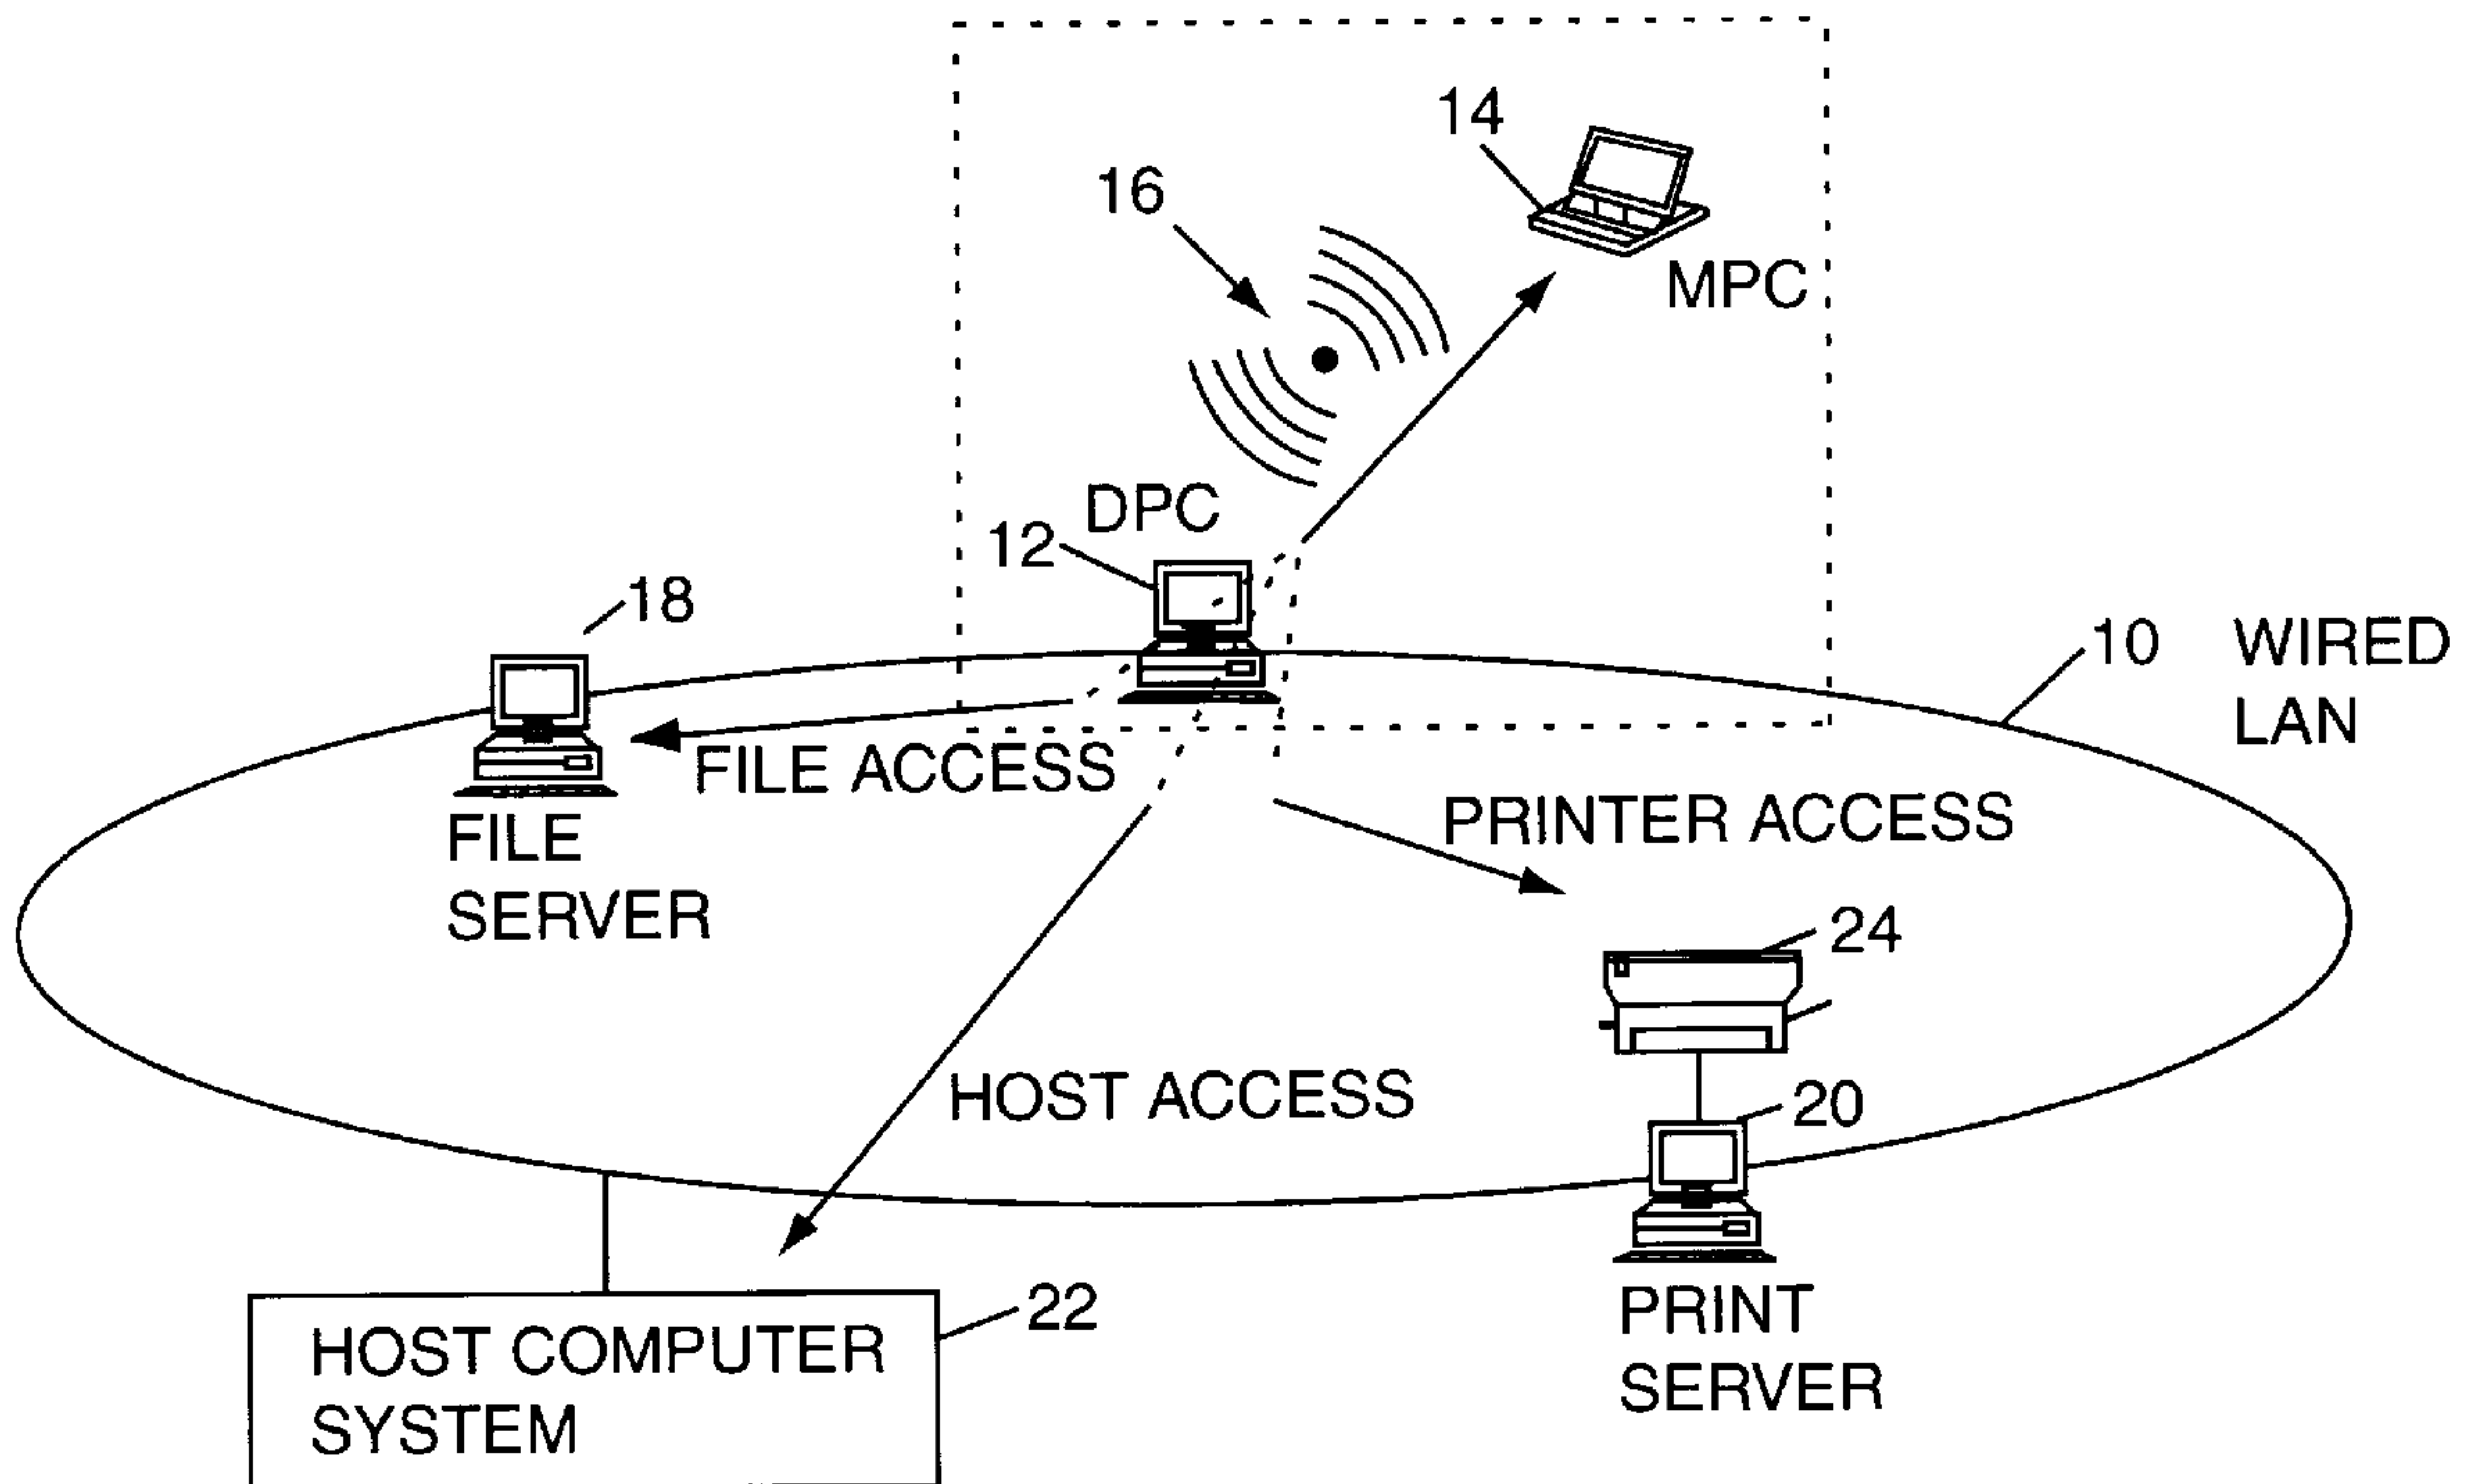 14
16
MPC
DPC
12
18
10
WIRED
LAN
FILE ACCESS
PRINTER ACCESS
FILE
SERVER
24
HOST ACCESS
20
22
PRINT
SERVER
HOST COMPUTER
SYSTEM